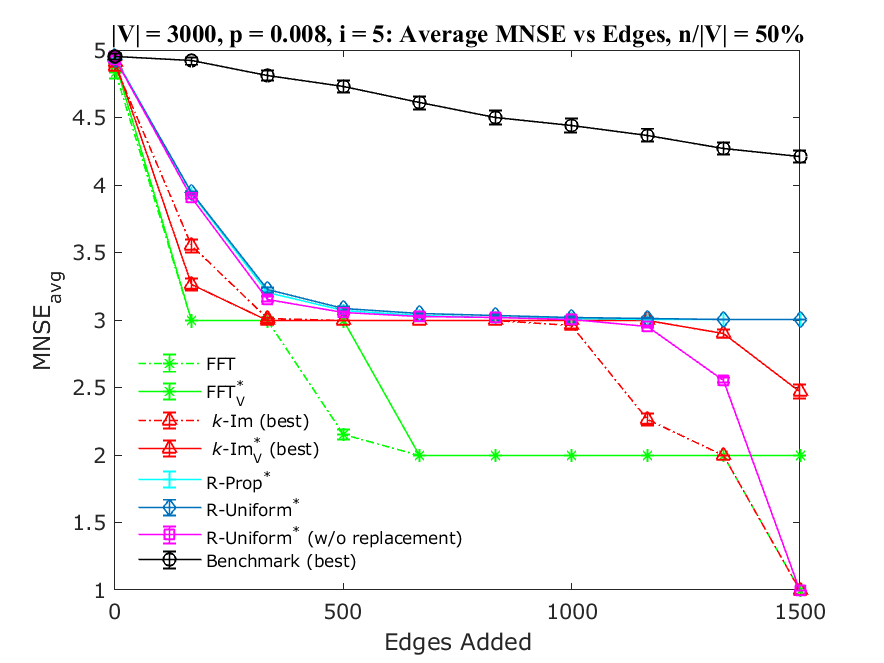 |V| = 3000, p = 0.008, i = 5: Average MNSE vs Edges, n/|V| = 50%
5
4.5
4
3.5
3
2.5
2
1.5
1
MNSE_avg
FFT
FFT*_V
k-Im (best)
k-Im*_V (best)
R-Prop*
R-Uniform*
R-Uniform* (w/o replacement)
Benchmark (best)
0 500 1000 1500
Edges Added